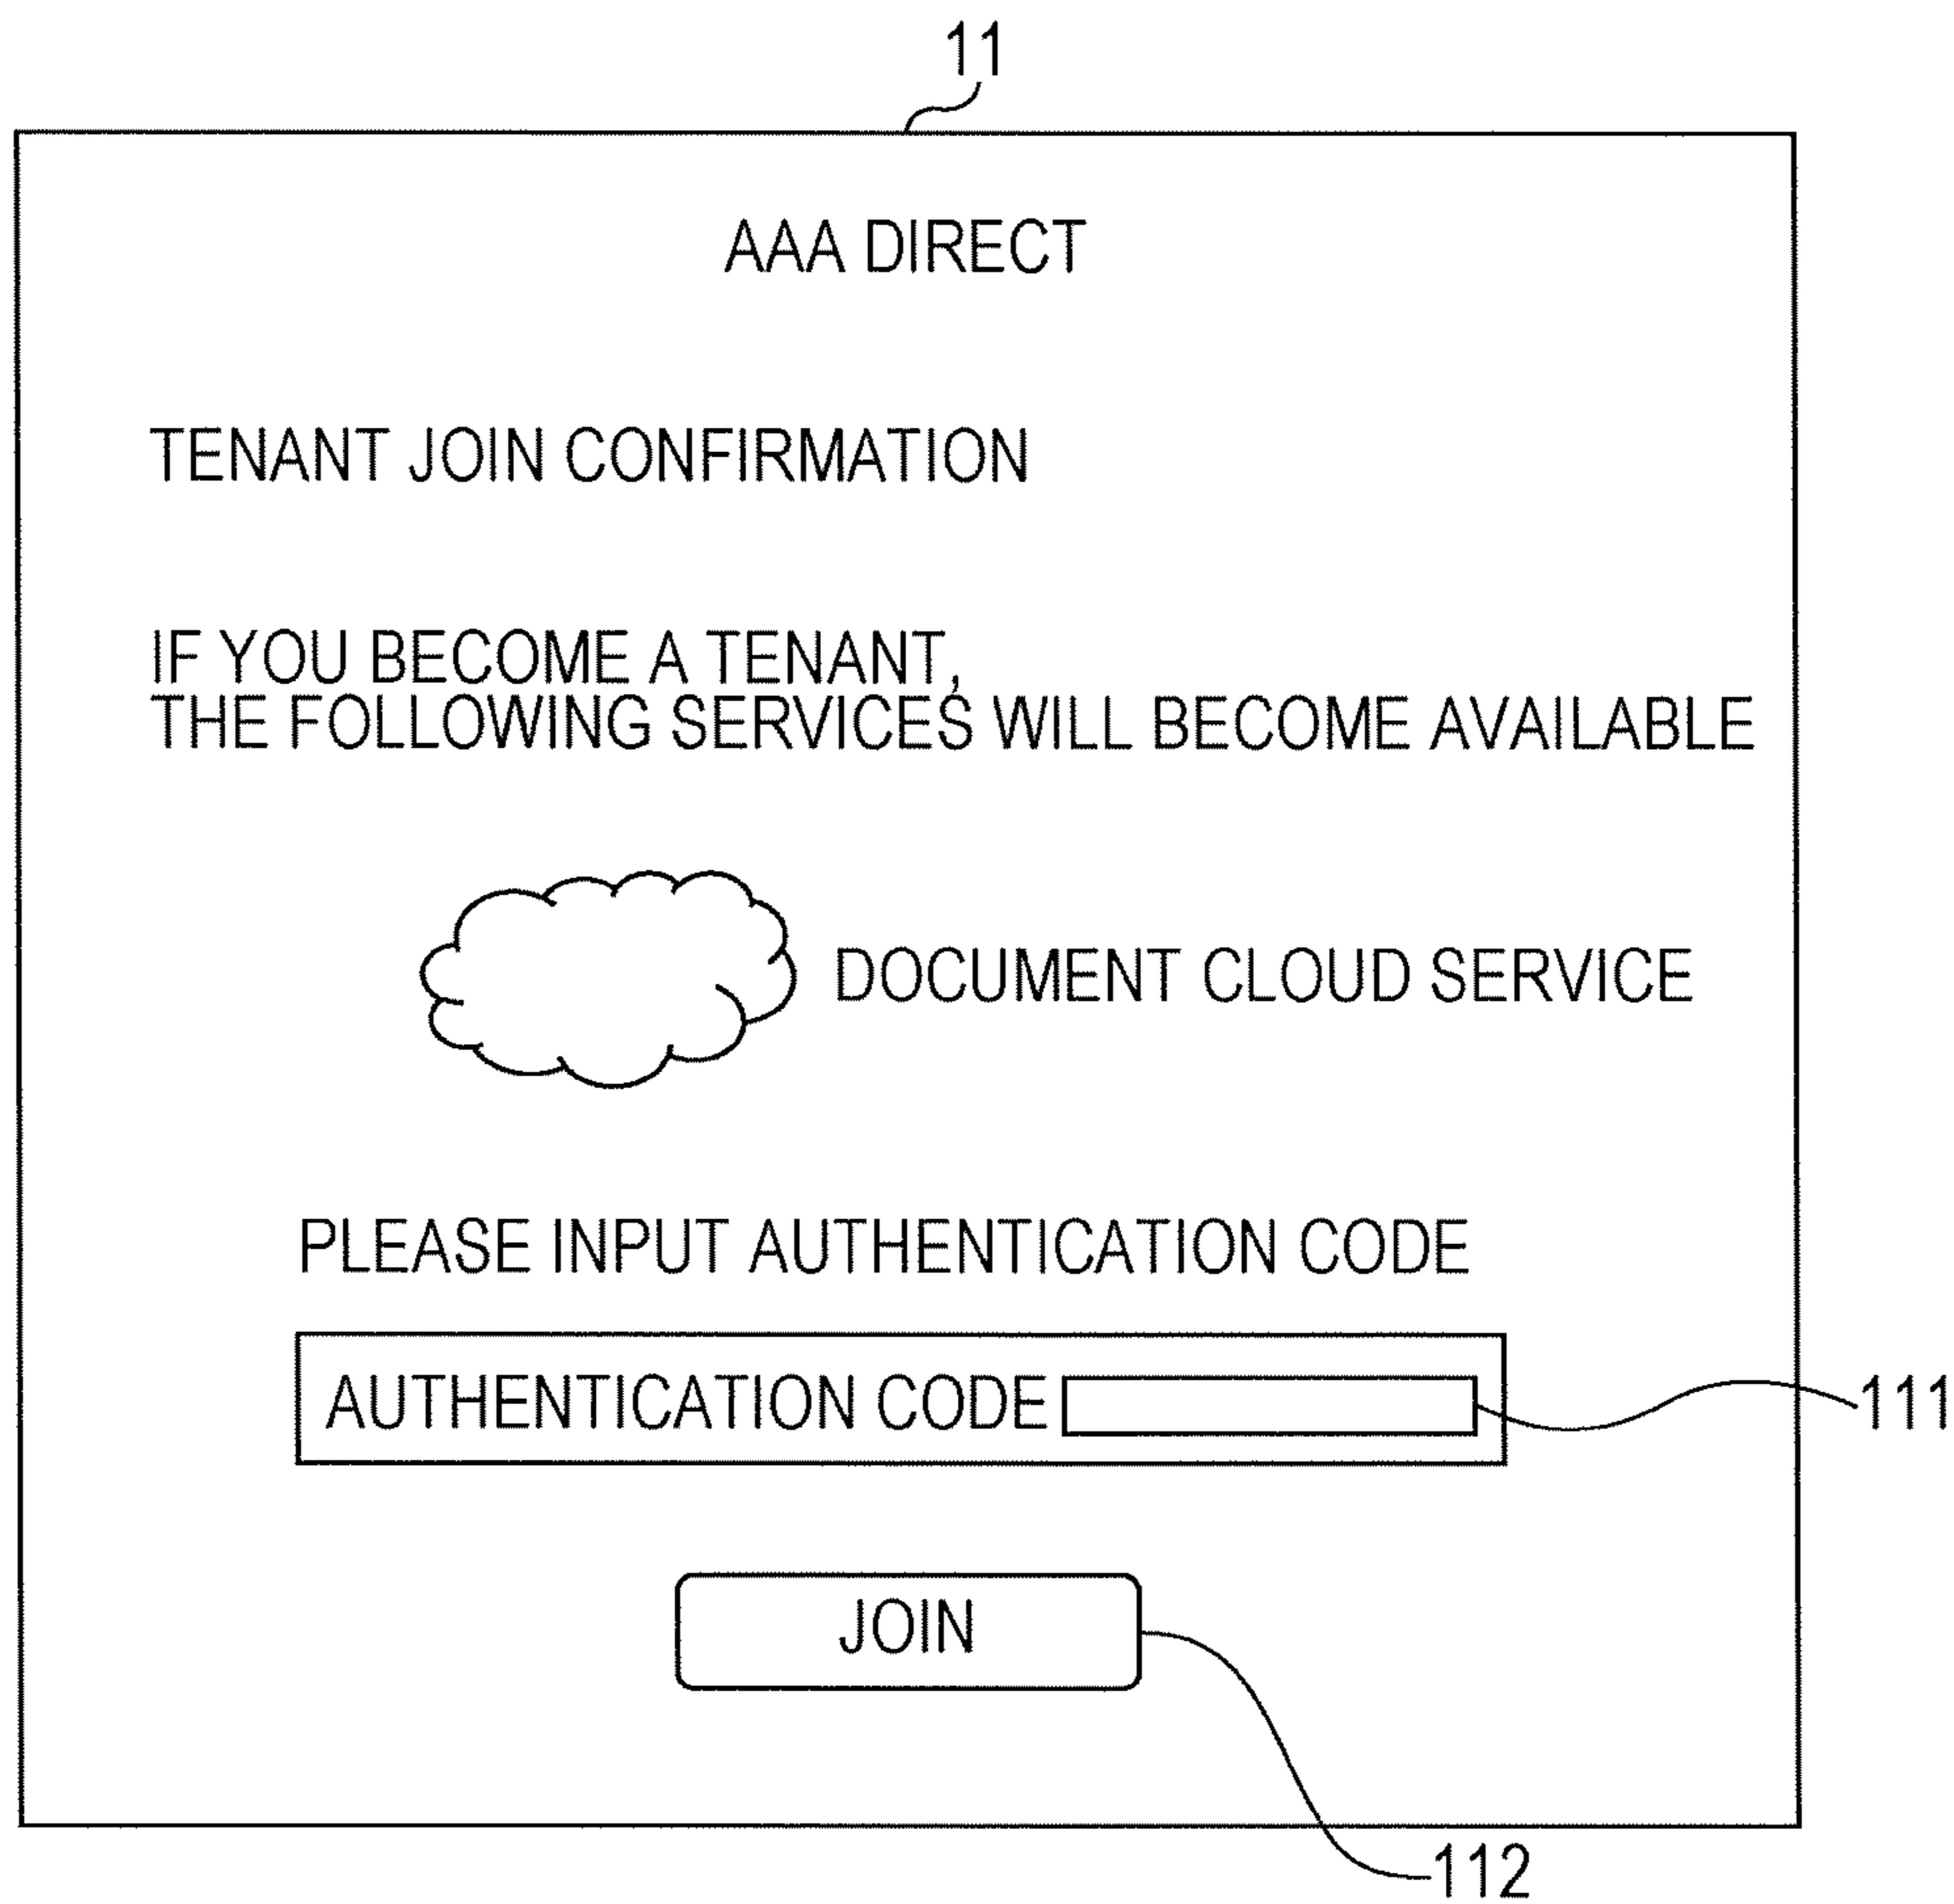 11
AAA DIRECT
TENANT JOIN CONFIRMATION
IF YOU BECOME A TENANT,
THE FOLLOWING SERVICES WILL BECOME AVAILABLE
DOCUMENT CLOUD SERVICE
PLEASE INPUT AUTHENTICATION CODE
AUTHENTICATION CODE
111
JOIN
112